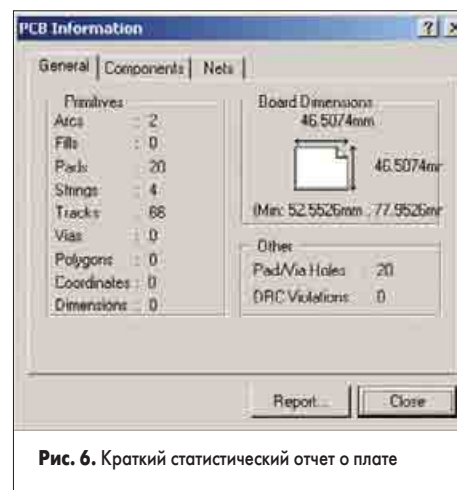 PCB Information
General Components Nets
Primitives
Arcs : 2
Fills : 0
Pads : 20
Strings : 4
Tracks : 66
Vias : 0
Polygons : 0
Coordinates : 0
Dimensions : 0
Board Dimensions
46.5074mm
46.5074mr
(Min: 52.5526mm : 77.9526mr
Other
Pad/Via Holes : 20
DRC Violations : 0
Report... Close
Рис. 6. Краткий статистический отчет о плате